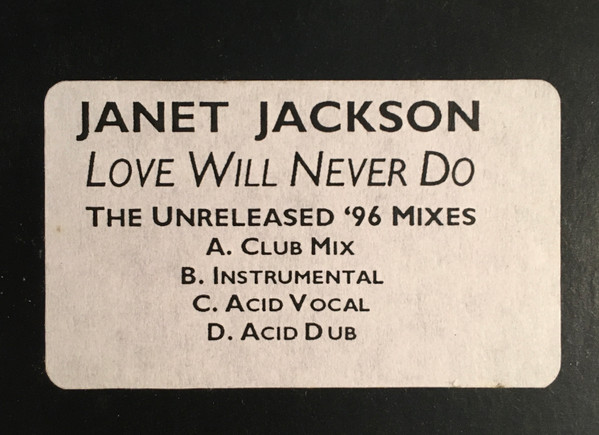 JANET JACKSON
LOVE WILL NEVER DO
THE UNRELEASED ‘96 MIXES
A. CLUB MIX
B. INSTRUMENTAL
C. ACID VOCAL
D. ACID DUB